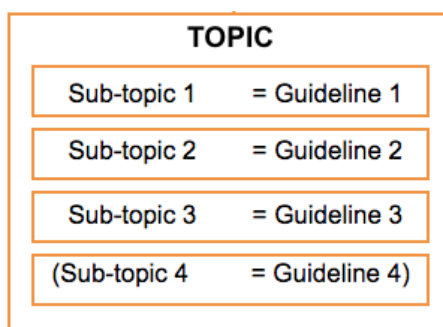 TOPIC
Sub-topic 1 = Guideline 1
Sub-topic 2 = Guideline 2
Sub-topic 3 = Guideline 3
(Sub-topic 4 = Guideline 4)